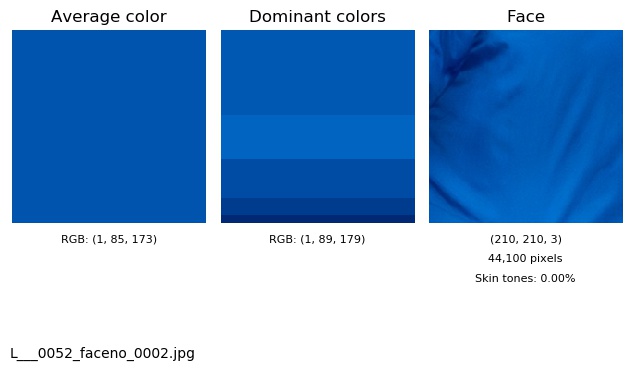 Average color
Dominant colors
Face
RGB: (1, 85, 173)
RGB: (1, 89, 179)
(210, 210, 3)
44,100 pixels
Skin tones: 0.00%
L___0052_faceno_0002.jpg